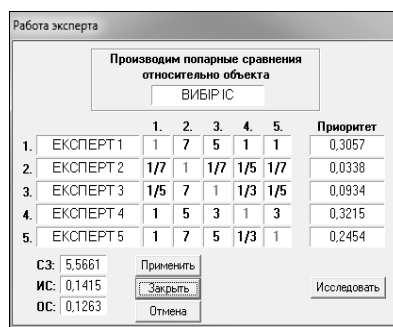 Работа эксперта
Производим попарные сравнения
относительно объекта
ВИБІР ІС
1. 2. 3. 4. 5. Приоритет
1. ЕКСПЕРТ 1 1 7 5 1 1 0,3057
2. ЕКСПЕРТ 2 1/7 1 1/7 1/5 1/7 0,0338
3. ЕКСПЕРТ 3 1/5 7 1 1/3 1/5 0,0934
4. ЕКСПЕРТ 4 1 5 3 1 3 0,3215
5. ЕКСПЕРТ 5 1 7 5 1/3 1 0,2454
СЗ: 5,5661 Применить
ИС: 0,1415 Закрыть Исследовать
ОС: 0,1263 Отмена